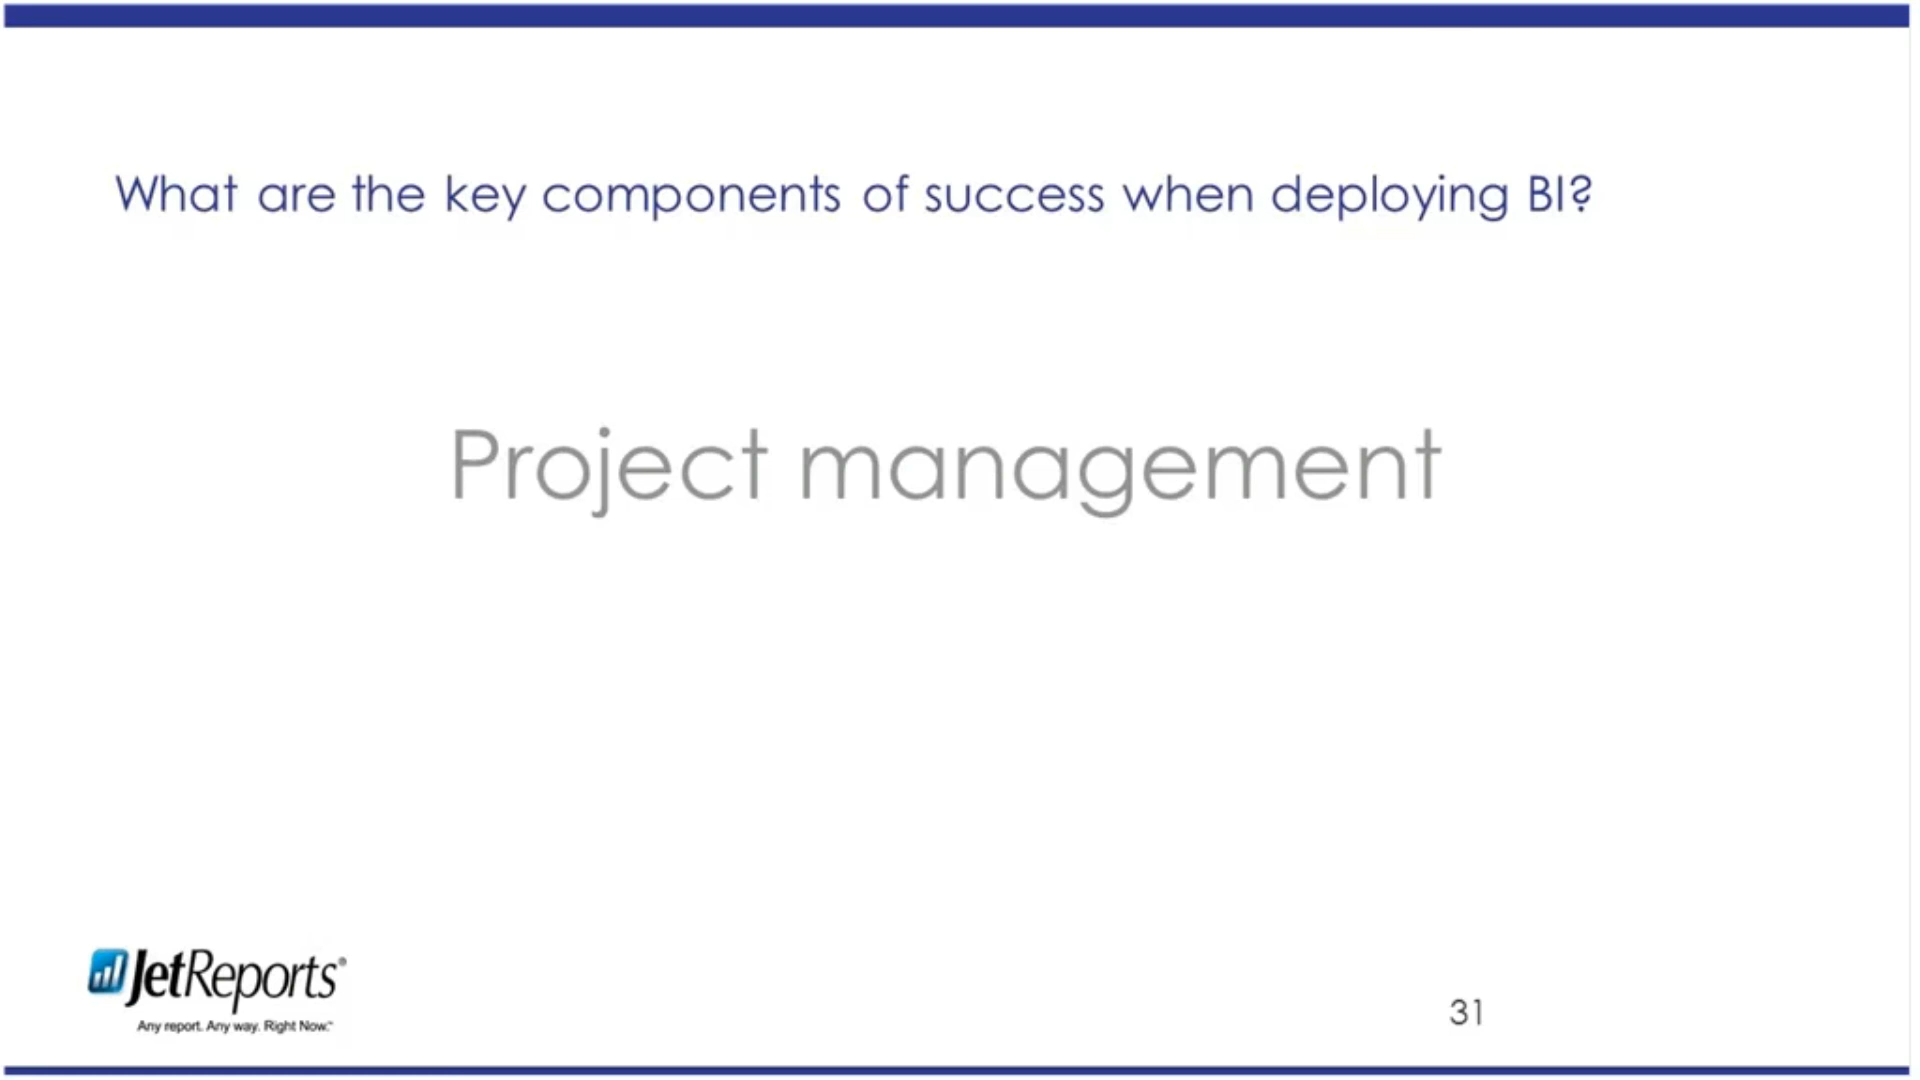 What are the key components of success when deploying BI?
Project management
JetReports®
Any report. Any way. Right Now.™
31